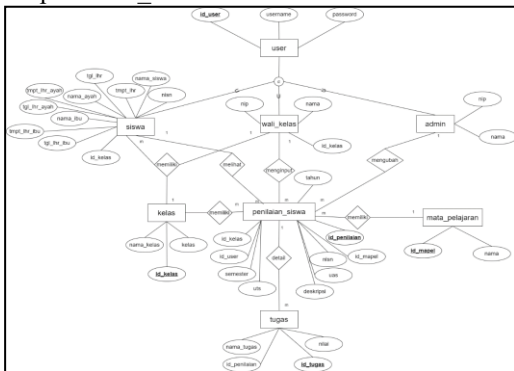 id_user
username
password
user
tgl_lhr
nama_siswa
tmpt_lhr_ayah
nama_ayah
tmpt_lhr
nisn
tgl_lhr_ayah
nama_ibu
tmpt_lhr_ibu
tgl_lhr_ibu
id_kelas
siswa
nip
nama
wali_kelas
id_kelas
admin
nip
nama
memiliki
melihat
menginput
mengubah
tahun
kelas
memiliki
penilaian_siswa
memiliki
mata_pelajaran
nama_kelas
kelas
id_kelas
id_kelas
id_user
semester
uts
detail
id_penilaian
nisn
id_mapel
uas
deskripsi
id_mapel
nama
tugas
nama_tugas
nilai
id_penilaian
id_tugas